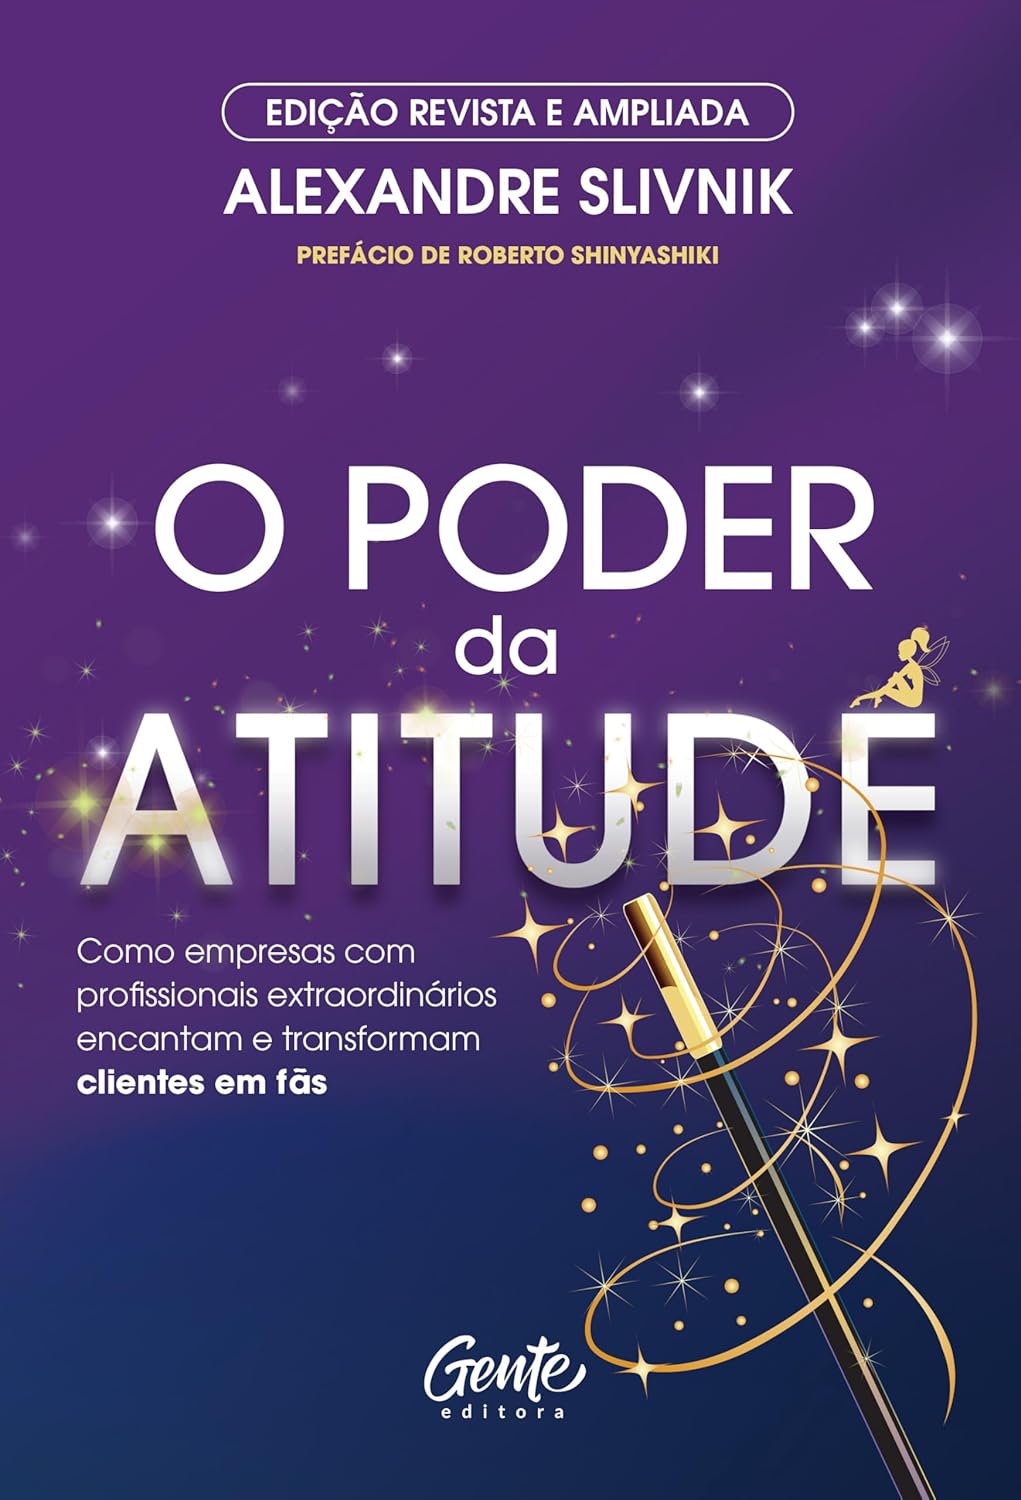 EDIÇÃO REVISTA E AMPLIADA
ALEXANDRE SLIVNIK
PREFÁCIO DE ROBERTO SHINYASHIKI
O PODER
da
ATITUDE
Como empresas com
profissionais extraordinários
encantam e transformam
clientes em fãs
Gente
editora